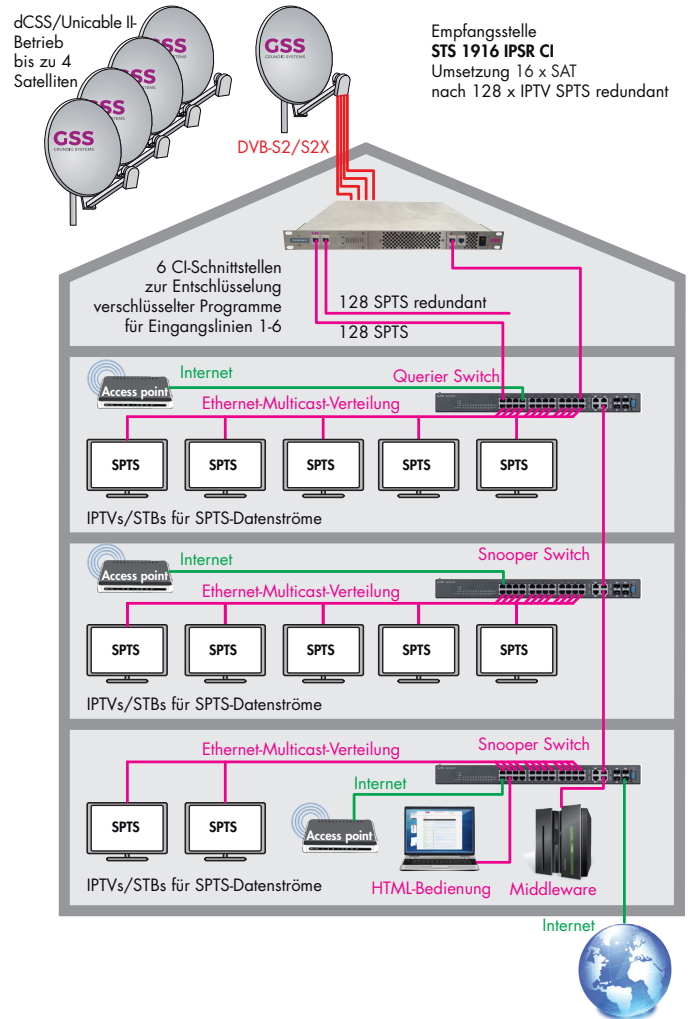 dCSS/Unicable II-
Betrieb
bis zu 4
Satelliten
GSS
GSS
GSS
GSS
GRUNDIG SYSTEMS
GSS
GRUNDIG SYSTEMS
Empfangsstelle
STS 1916 IPSR CI
Umsetzung 16 x SAT
nach 128 x IPTV SPTS redundant
DVB-S2/S2X
6 CI-Schnittstellen
zur Entschlüsselung
verschlüsselter Programme
für Eingangslinien 1-6
128 SPTS redundant
128 SPTS
Internet
Querier Switch
Access point
Ethernet-Multicast-Verteilung
SPTS SPTS SPTS SPTS SPTS
IPTVs/STBs für SPTS-Datenströme
Internet
Snooper Switch
Access point
Ethernet-Multicast-Verteilung
SPTS SPTS SPTS SPTS SPTS
IPTVs/STBs für SPTS-Datenströme
Ethernet-Multicast-Verteilung
Snooper Switch
Internet
SPTS SPTS
Access point
IPTVs/STBs für SPTS-Datenströme
HTML-Bedienung
Middleware
Internet